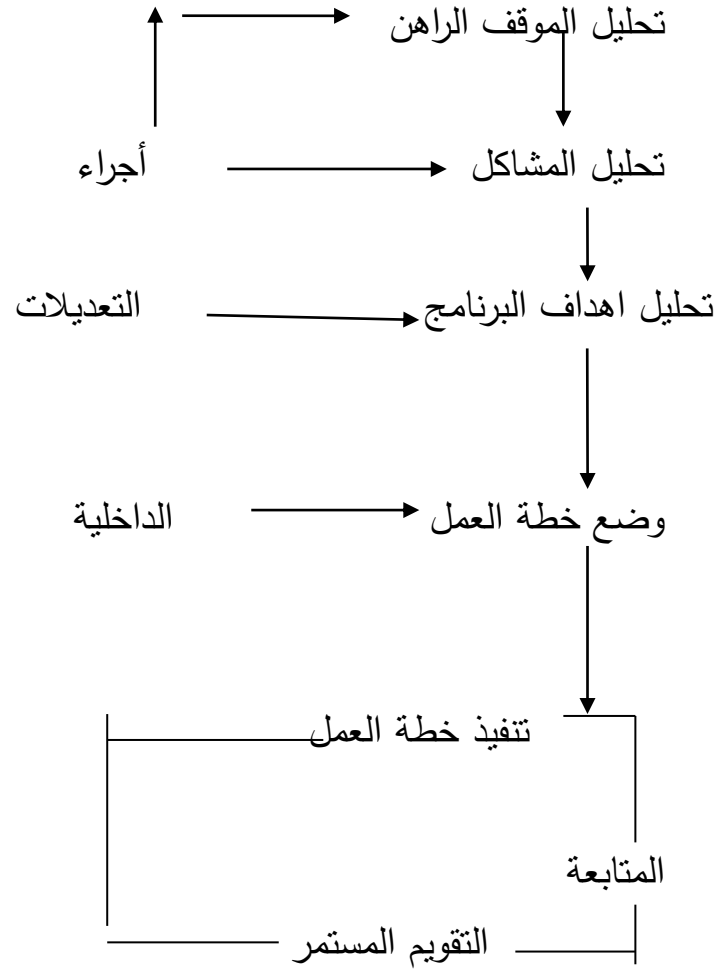 تحليل الموقف الراهن
تحليل المشاكل
أجراء
تحليل اهداف البرنامج
التعديلات
وضع خطة العمل
الداخلية
تنفيذ خطة العمل
المتابعة
التقويم المستمر